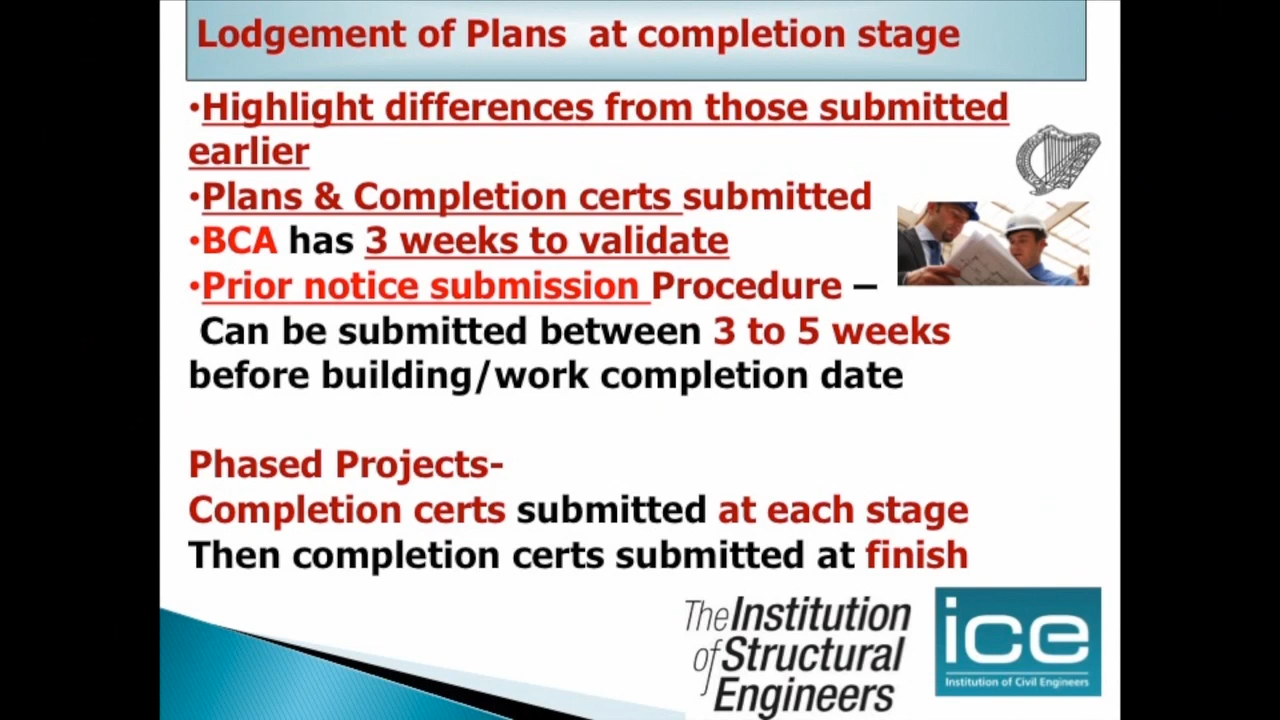 Lodgement of Plans at completion stage
•Highlight differences from those submitted
earlier
•Plans & Completion certs submitted
•BCA has 3 weeks to validate
•Prior notice submission Procedure –
Can be submitted between 3 to 5 weeks
before building/work completion date
Phased Projects-
Completion certs submitted at each stage
Then completion certs submitted at finish
The Institution
of Structural
Engineers
ice
Institution of Civil Engineers